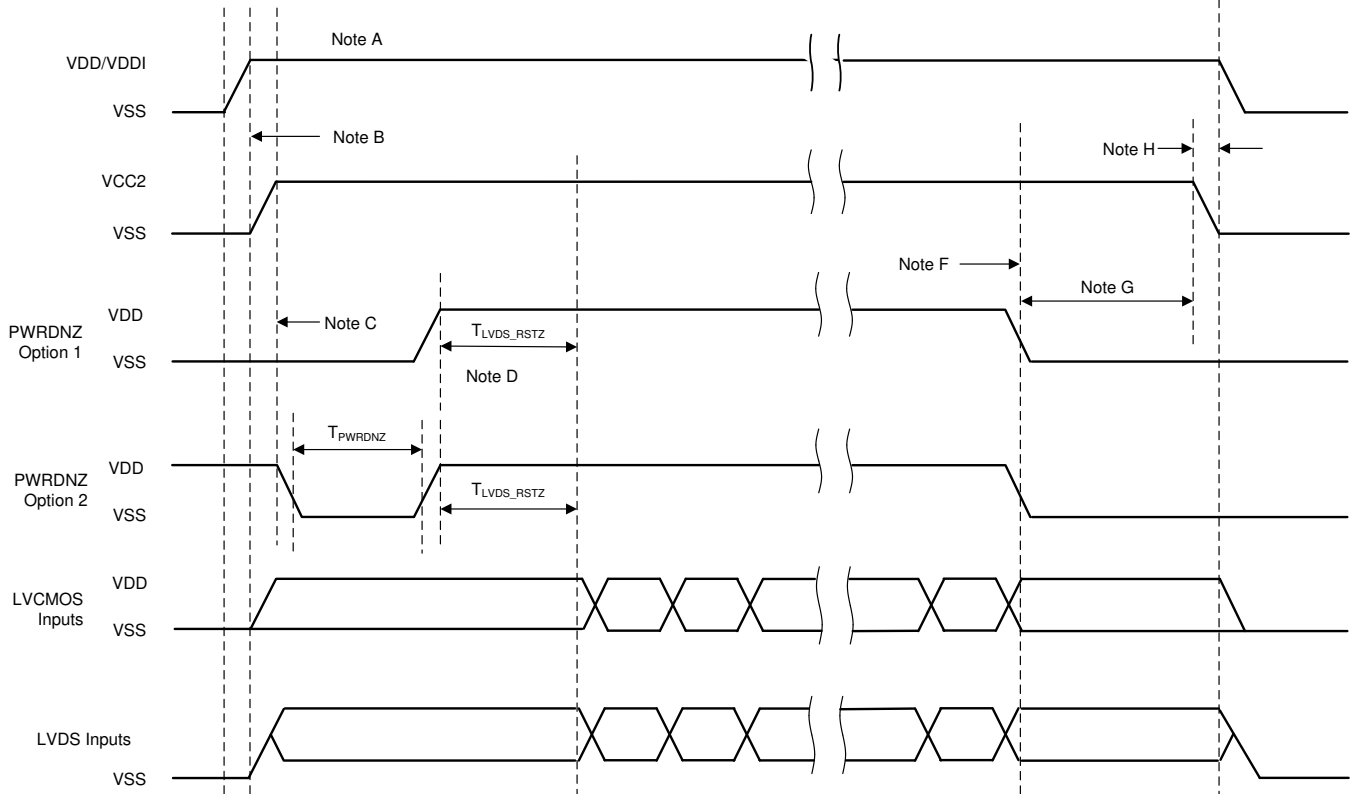 Note A
VDD/VDDI
VSS
Note B
Note H
VCC2
VSS
Note F
Note G
PWRDNZ
Option 1
VDD
Note C
TLVDS_RSTZ
VSS
Note D
TPWRDNZ
PWRDNZ
Option 2
VDD
TLVDS_RSTZ
VSS
LVCMOS
Inputs
VDD
VSS
LVDS Inputs
VSS